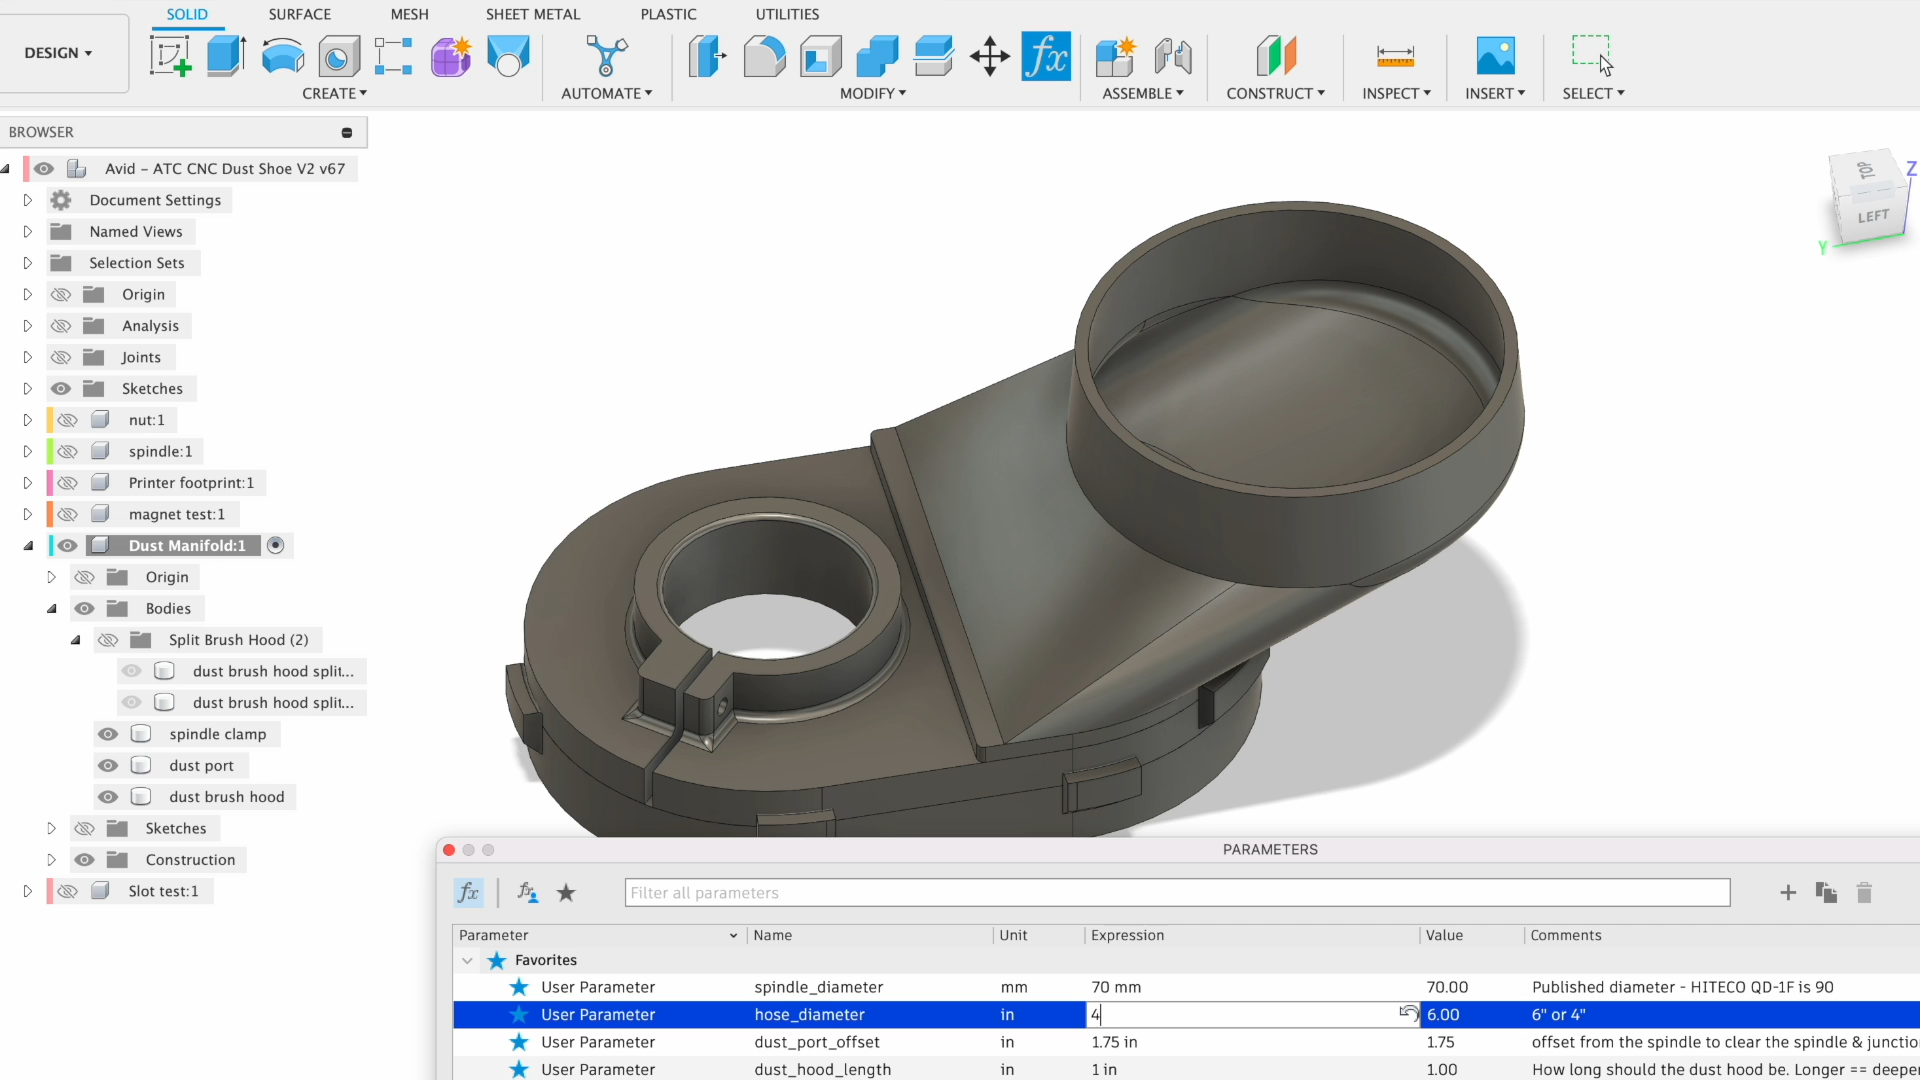 SOLID SURFACE MESH SHEET METAL PLASTIC UTILITIES
DESIGN
fx
CREATE AUTOMATE MODIFY ASSEMBLE CONSTRUCT INSPECT INSERT SELECT
BROWSER
Avid – ATC CNC Dust Shoe V2 v67
Document Settings
Named Views
Selection Sets
Origin
Analysis
Joints
Sketches
nut:1
spindle:1
Printer footprint:1
magnet test:1
Dust Manifold:1
Origin
Bodies
Split Brush Hood (2)
dust brush hood split...
dust brush hood split...
spindle clamp
dust port
dust brush hood
Sketches
Construction
Slot test:1
TOP
LEFT
Z
Y
PARAMETERS
fx fx Filter all parameters
Parameter Name Unit Expression Value Comments
Favorites
User Parameter spindle_diameter mm 70 mm 70.00 Published diameter - HITECO QD-1F is 90
User Parameter hose_diameter in 4 6.00 6" or 4"
User Parameter dust_port_offset in 1.75 in 1.75 offset from the spindle to clear the spindle & junctio
User Parameter dust_hood_length in 1 in 1.00 How long should the dust hood be. Longer == deeper